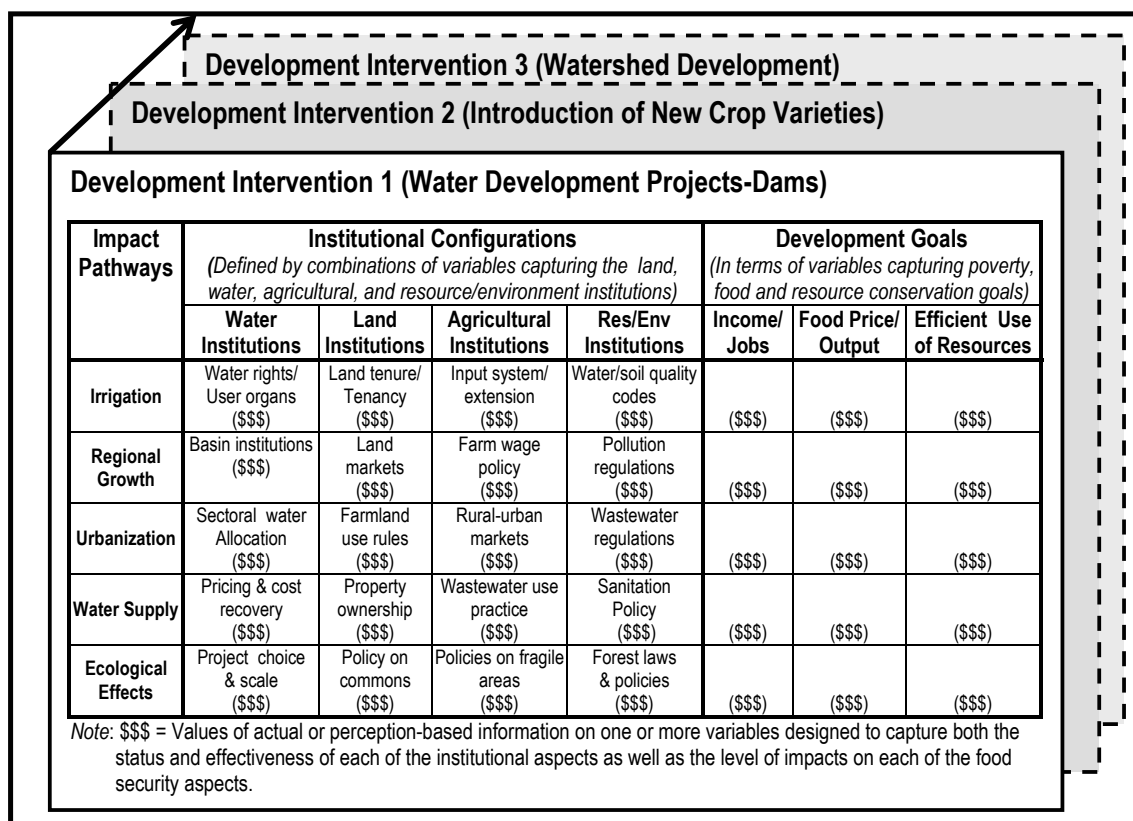 Development Intervention 3 (Watershed Development)
Development Intervention 2 (Introduction of New Crop Varieties)
Development Intervention 1 (Water Development Projects-Dams)
Impact
Pathways
Institutional Configurations
(Defined by combinations of variables capturing the land,
water, agricultural, and resource/environment institutions)
Development Goals
(In terms of variables capturing poverty,
food and resource conservation goals)
Water
Institutions
Land
Institutions
Agricultural
Institutions
Res/Env
Institutions
Income/
Jobs
Food Price/
Output
Efficient Use
of Resources
Irrigation
Water rights/
User organs
($$$)
Land tenure/
Tenancy
($$$)
Input system/
extension
($$$)
Water/soil quality
codes
($$$)
($$$)
($$$)
($$$)
Regional
Growth
Basin institutions
($$$)
Land
markets
($$$)
Farm wage
policy
($$$)
Pollution
regulations
($$$)
($$$)
($$$)
($$$)
Urbanization
Sectoral water
Allocation
($$$)
Farmland
use rules
($$$)
Rural-urban
markets
($$$)
Wastewater
regulations
($$$)
($$$)
($$$)
($$$)
Water Supply
Pricing & cost
recovery
($$$)
Property
ownership
($$$)
Wastewater use
practice
($$$)
Sanitation
Policy
($$$)
($$$)
($$$)
($$$)
Ecological
Effects
Project choice
& scale
($$$)
Policy on
commons
($$$)
Policies on fragile
areas
($$$)
Forest laws
& policies
($$$)
($$$)
($$$)
($$$)
Note: $$$ = Values of actual or perception-based information on one or more variables designed to capture both the
status and effectiveness of each of the institutional aspects as well as the level of impacts on each of the food
security aspects.